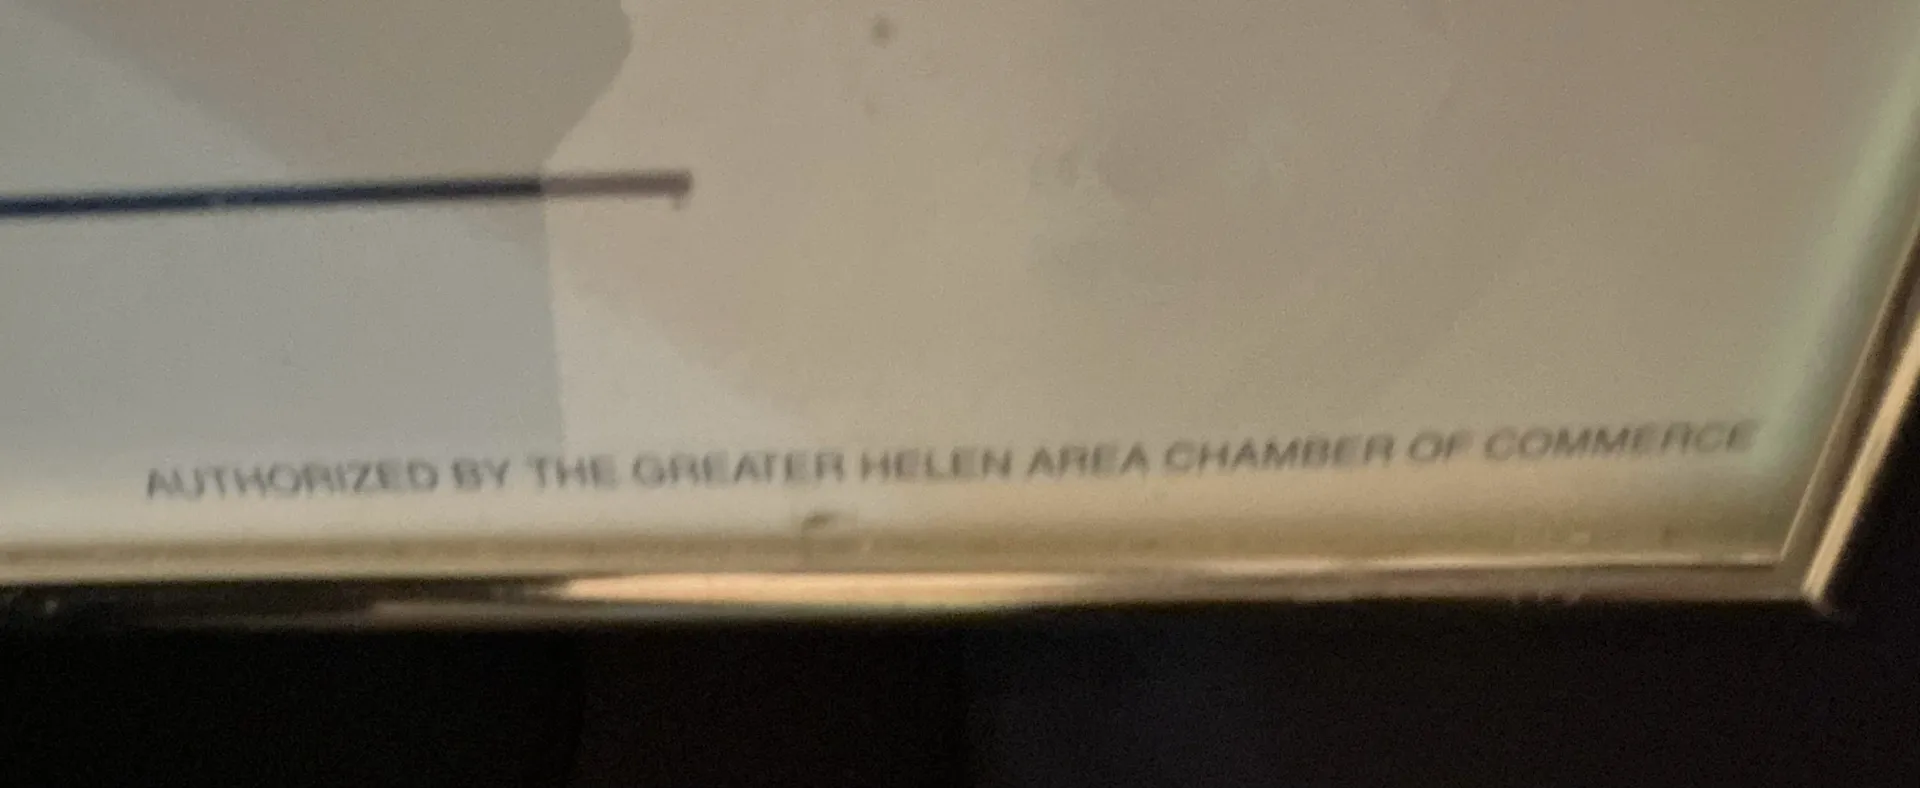 AUTHORIZED BY THE GREATER HELEN AREA CHAMBER OF COMMERCE